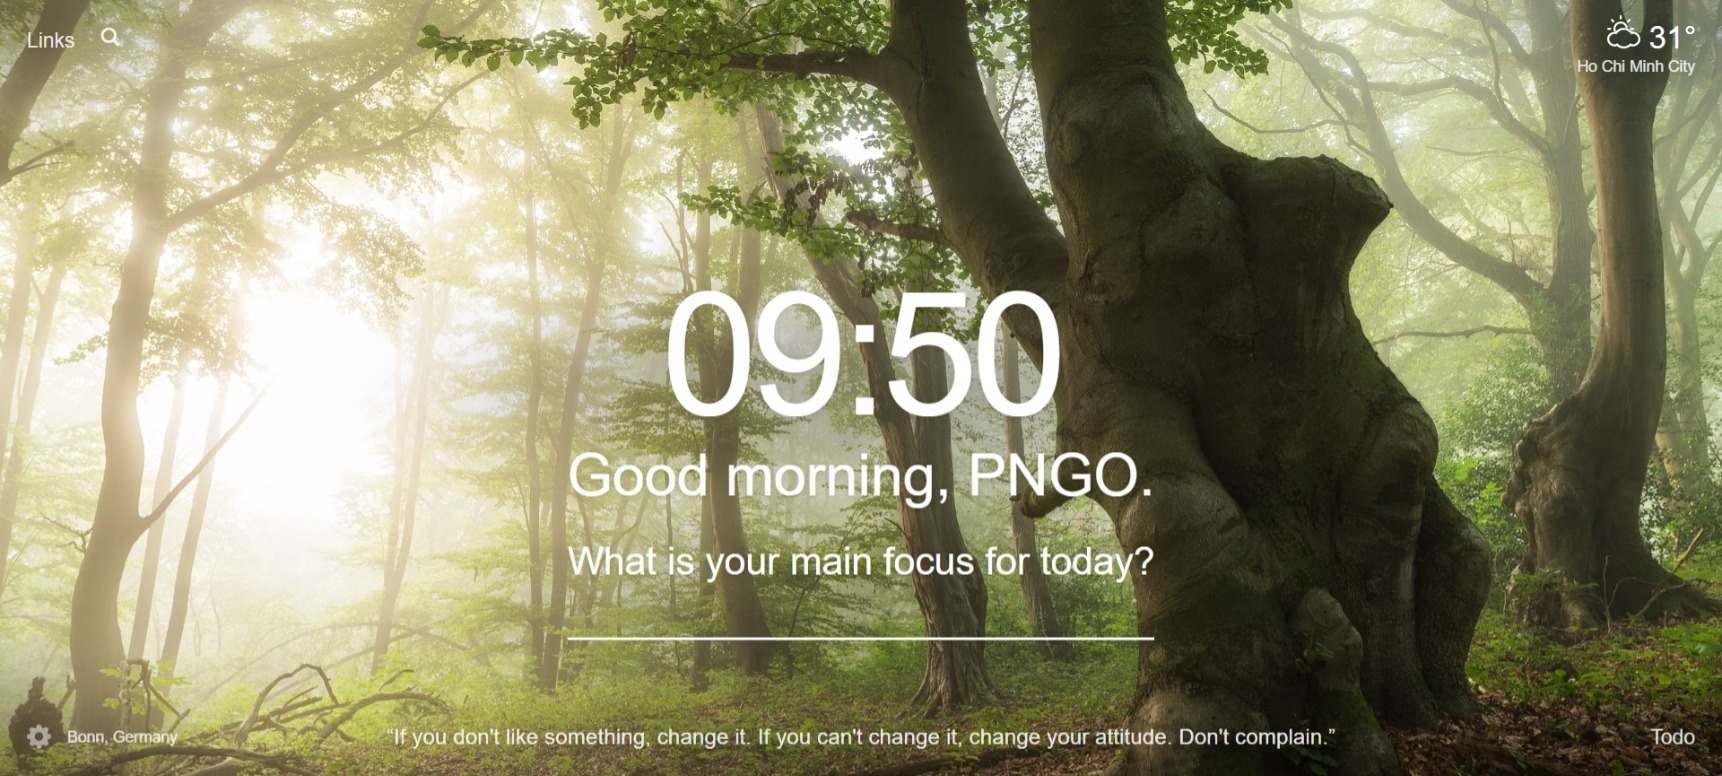 Links
31°
Ho Chi Minh City
09:50
Good morning, PNGO.
What is your main focus for today?
Bonn, Germany
“If you don't like something, change it. If you can't change it, change your attitude. Don't complain.”
Todo